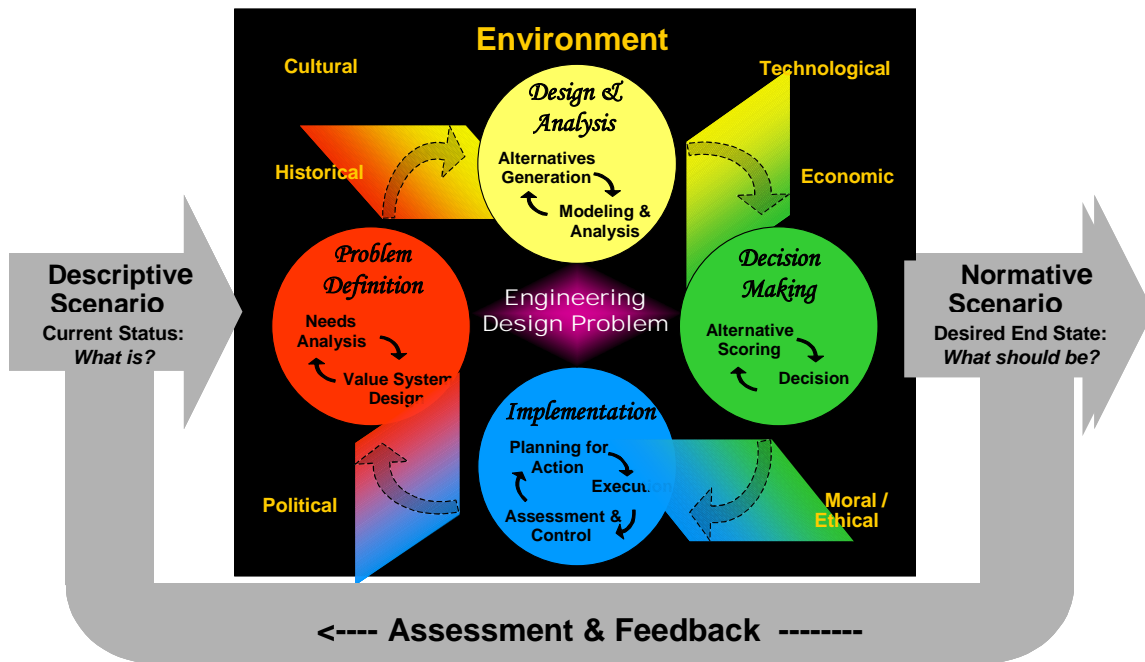 Environment
Cultural
Technological
Design &
Analysis
Alternatives
Generation
Modeling &
Analysis
Historical
Economic
Descriptive
Scenario
Current Status:
What is?
Problem
Definition
Needs
Analysis
Value System
Design
Engineering
Design Problem
Decision
Making
Alternative
Scoring
Decision
Normative
Scenario
Desired End State:
What should be?
Implementation
Planning for
Action
Execution
Assessment &
Control
Political
Moral /
Ethical
<---- Assessment & Feedback --------